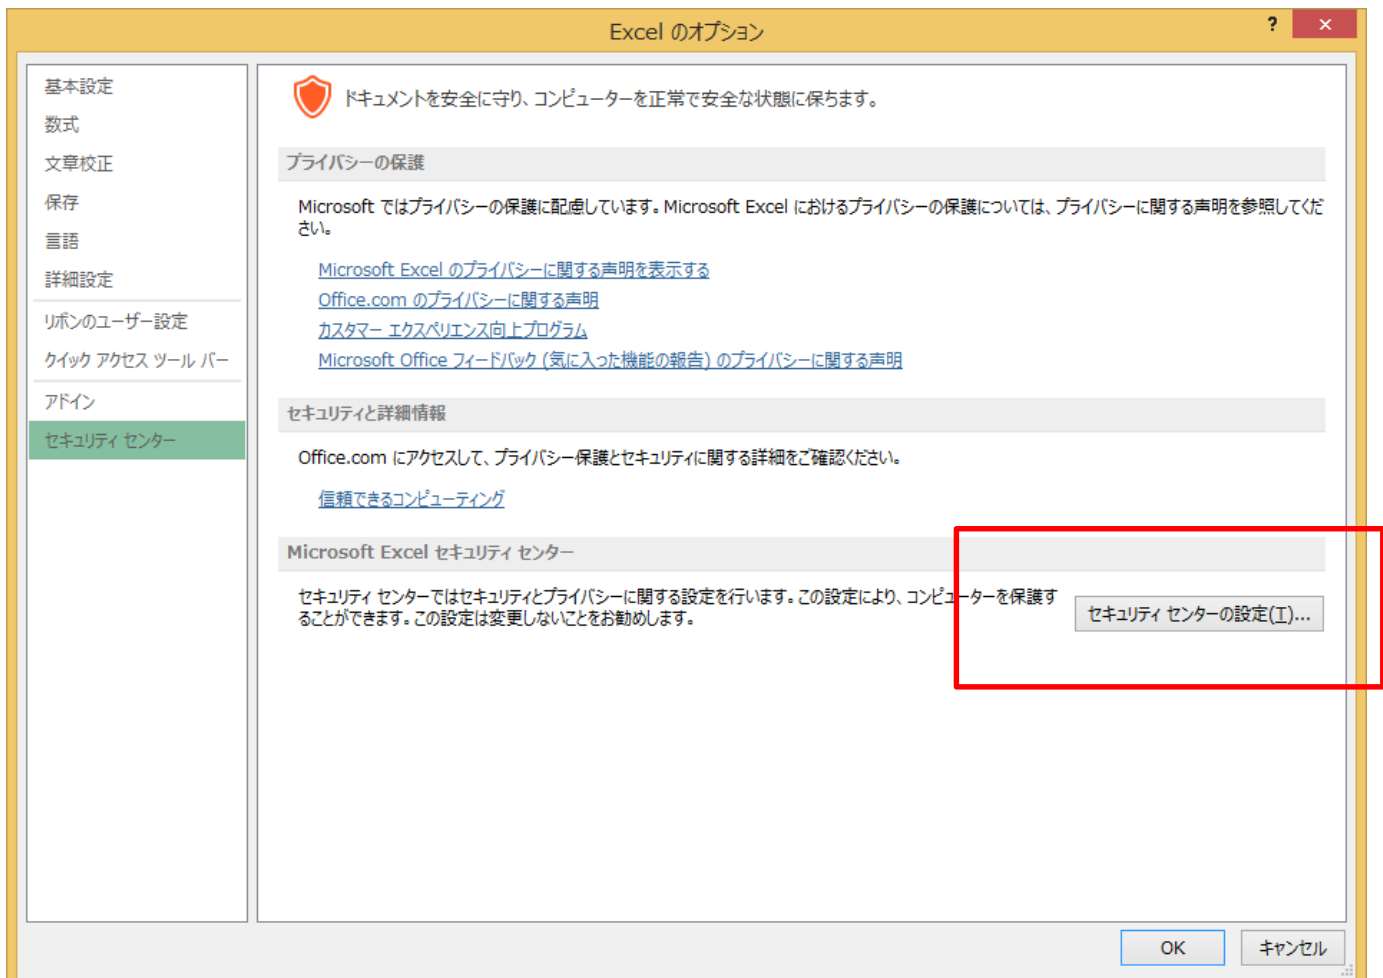 Excel のオプション
? ×
基本設定
数式
文章校正
保存
言語
詳細設定
リボンのユーザー設定
クイック アクセス ツール バー
アドイン
セキュリティ センター
ドキュメントを安全に守り、コンピューターを正常で安全な状態に保ちます。
プライバシーの保護
Microsoft ではプライバシーの保護に配慮しています。Microsoft Excel におけるプライバシーの保護については、プライバシーに関する声明を参照してくだ
さい。
Microsoft Excel のプライバシーに関する声明を表示する
Office.com のプライバシーに関する声明
カスタマー エクスペリエンス向上プログラム
Microsoft Office フィードバック (気に入った機能の報告) のプライバシーに関する声明
セキュリティと詳細情報
Office.com にアクセスして、プライバシー保護とセキュリティに関する詳細をご確認ください。
信頼できるコンピューティング
Microsoft Excel セキュリティ センター
セキュリティ センターではセキュリティとプライバシーに関する設定を行います。この設定により、コンピューターを保護す
ることができます。この設定は変更しないことをお勧めします。
セキュリティ センターの設定(T)...
OK
キャンセル